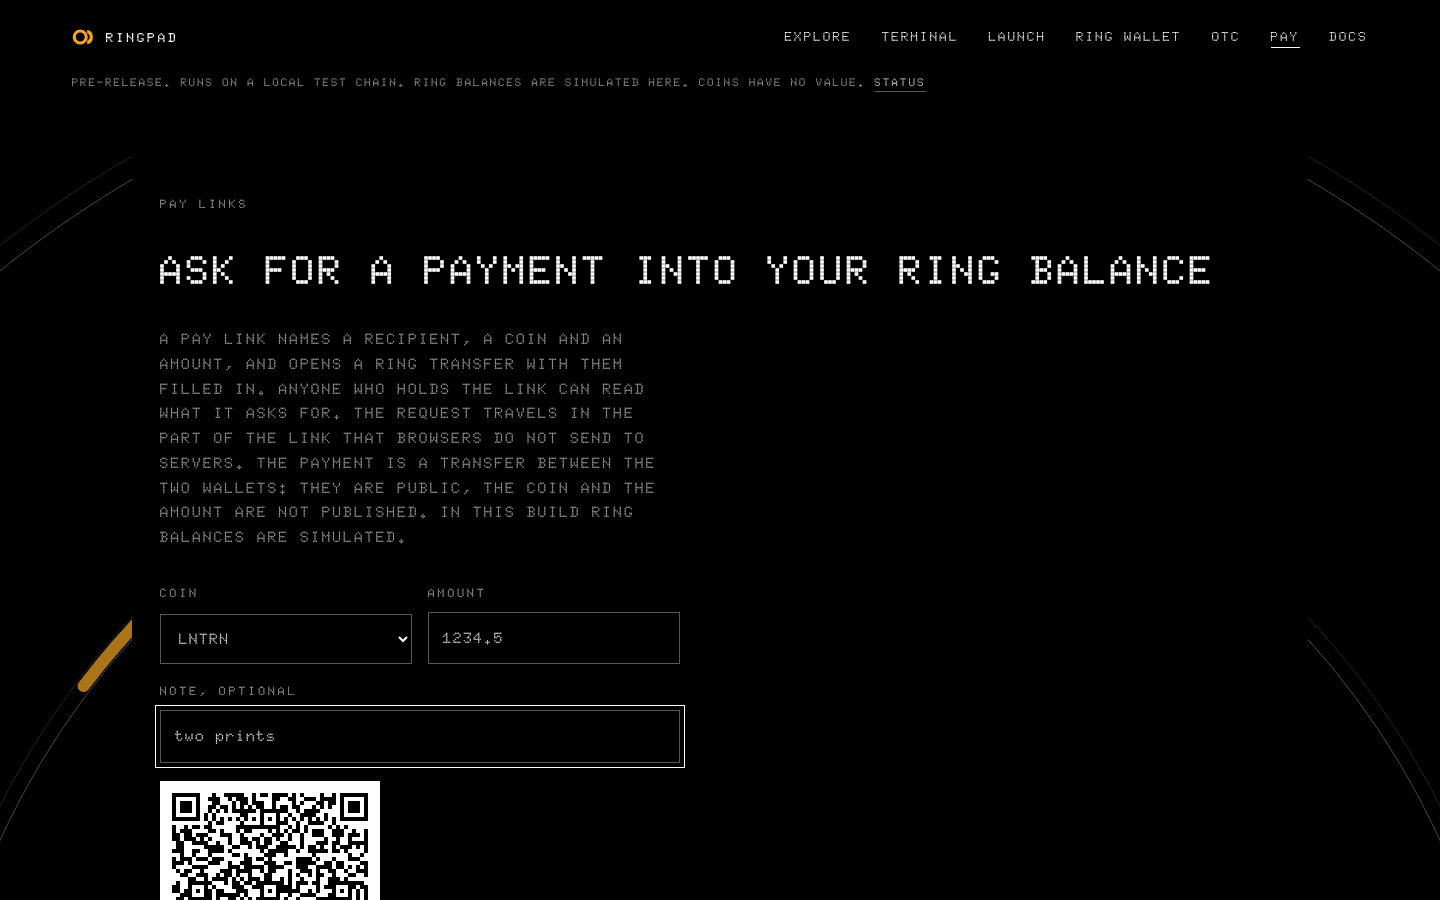 RINGPAD
EXPLORE TERMINAL LAUNCH RING WALLET OTC PAY DOCS
PRE-RELEASE. RUNS ON A LOCAL TEST CHAIN. RING BALANCES ARE SIMULATED HERE. COINS HAVE NO VALUE. STATUS
PAY LINKS
ASK FOR A PAYMENT INTO YOUR RING BALANCE
A PAY LINK NAMES A RECIPIENT, A COIN AND AN
AMOUNT, AND OPENS A RING TRANSFER WITH THEM
FILLED IN. ANYONE WHO HOLDS THE LINK CAN READ
WHAT IT ASKS FOR. THE REQUEST TRAVELS IN THE
PART OF THE LINK THAT BROWSERS DO NOT SEND TO
SERVERS. THE PAYMENT IS A TRANSFER BETWEEN THE
TWO WALLETS: THEY ARE PUBLIC, THE COIN AND THE
AMOUNT ARE NOT PUBLISHED. IN THIS BUILD RING
BALANCES ARE SIMULATED.
COIN AMOUNT
LNTRN 1234.5
NOTE, OPTIONAL
two prints